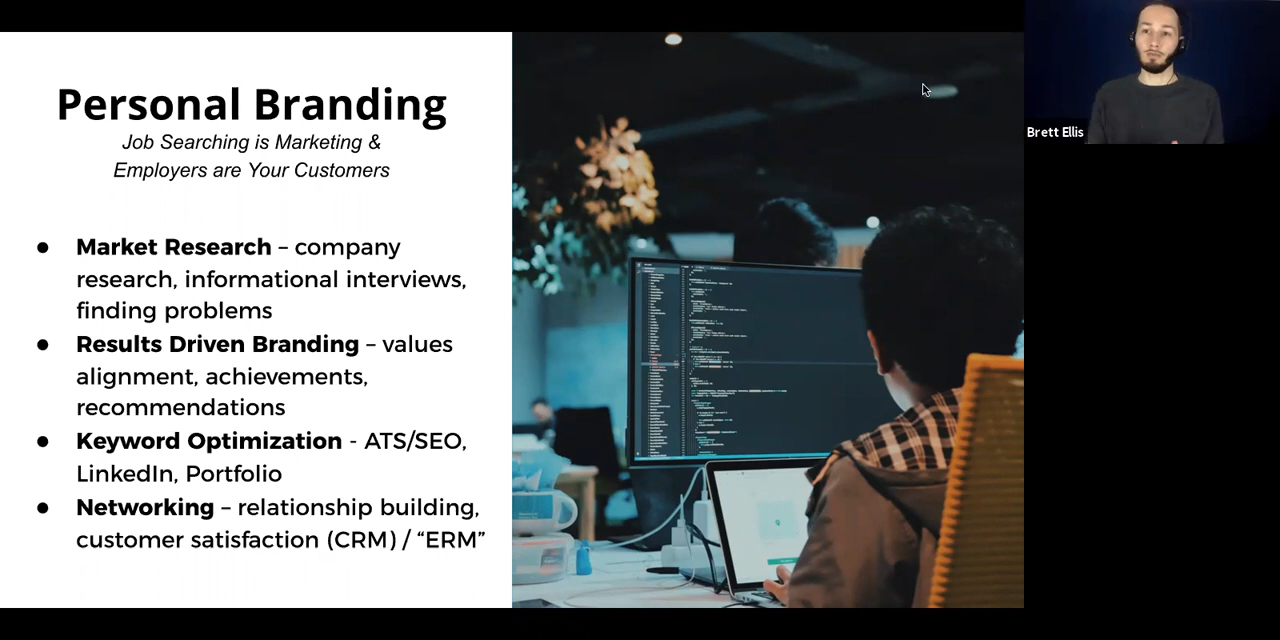 Personal Branding
Job Searching is Marketing &
Employers are Your Customers
● Market Research – company
research, informational interviews,
finding problems
● Results Driven Branding – values
alignment, achievements,
recommendations
● Keyword Optimization - ATS/SEO,
LinkedIn, Portfolio
● Networking – relationship building,
customer satisfaction (CRM) / “ERM”
Brett Ellis